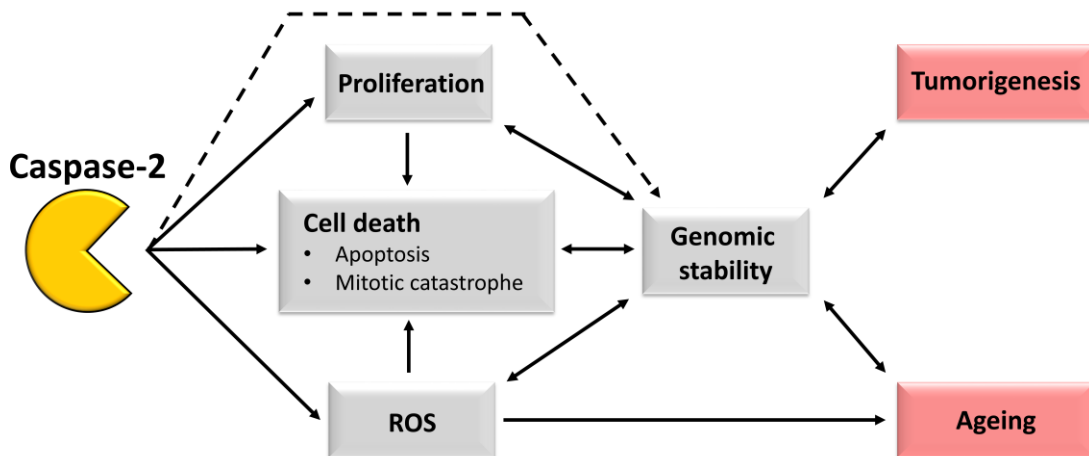 Proliferation
Tumorigenesis
Caspase-2
Cell death
• Apoptosis
• Mitotic catastrophe
Genomic
stability
ROS
Ageing